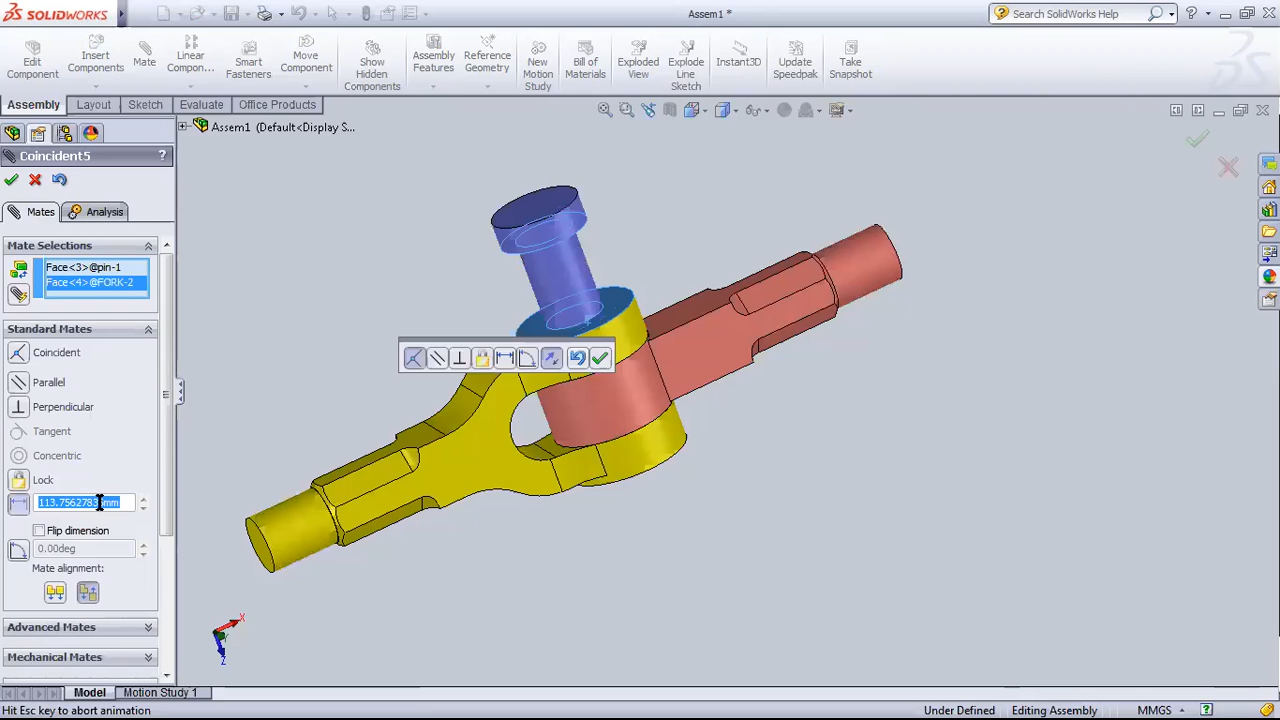 SOLIDWORKS
Assem1 *
Search SolidWorks Help
Edit Component
Insert Components
Mate
Linear Compon...
Smart Fasteners
Move Component
Show Hidden Components
Assembly Features
Reference Geometry
New Motion Study
Bill of Materials
Exploded View
Explode Line Sketch
Instant3D
Update Speedpak
Take Snapshot
Assembly
Layout
Sketch
Evaluate
Office Products
Assem1 (Default<Display S...
Coincident5
?
Mates
Analysis
Mate Selections
Face<3>@pin-1
Face<4>@FORK-2
Standard Mates
Coincident
Parallel
Perpendicular
Tangent
Concentric
Lock
113.7562783mm
Flip dimension
0.00deg
Mate alignment:
Advanced Mates
Mechanical Mates
X
Y
Z
Model
Motion Study 1
Hit Esc key to abort animation
Under Defined
Editing Assembly
MMGS
?